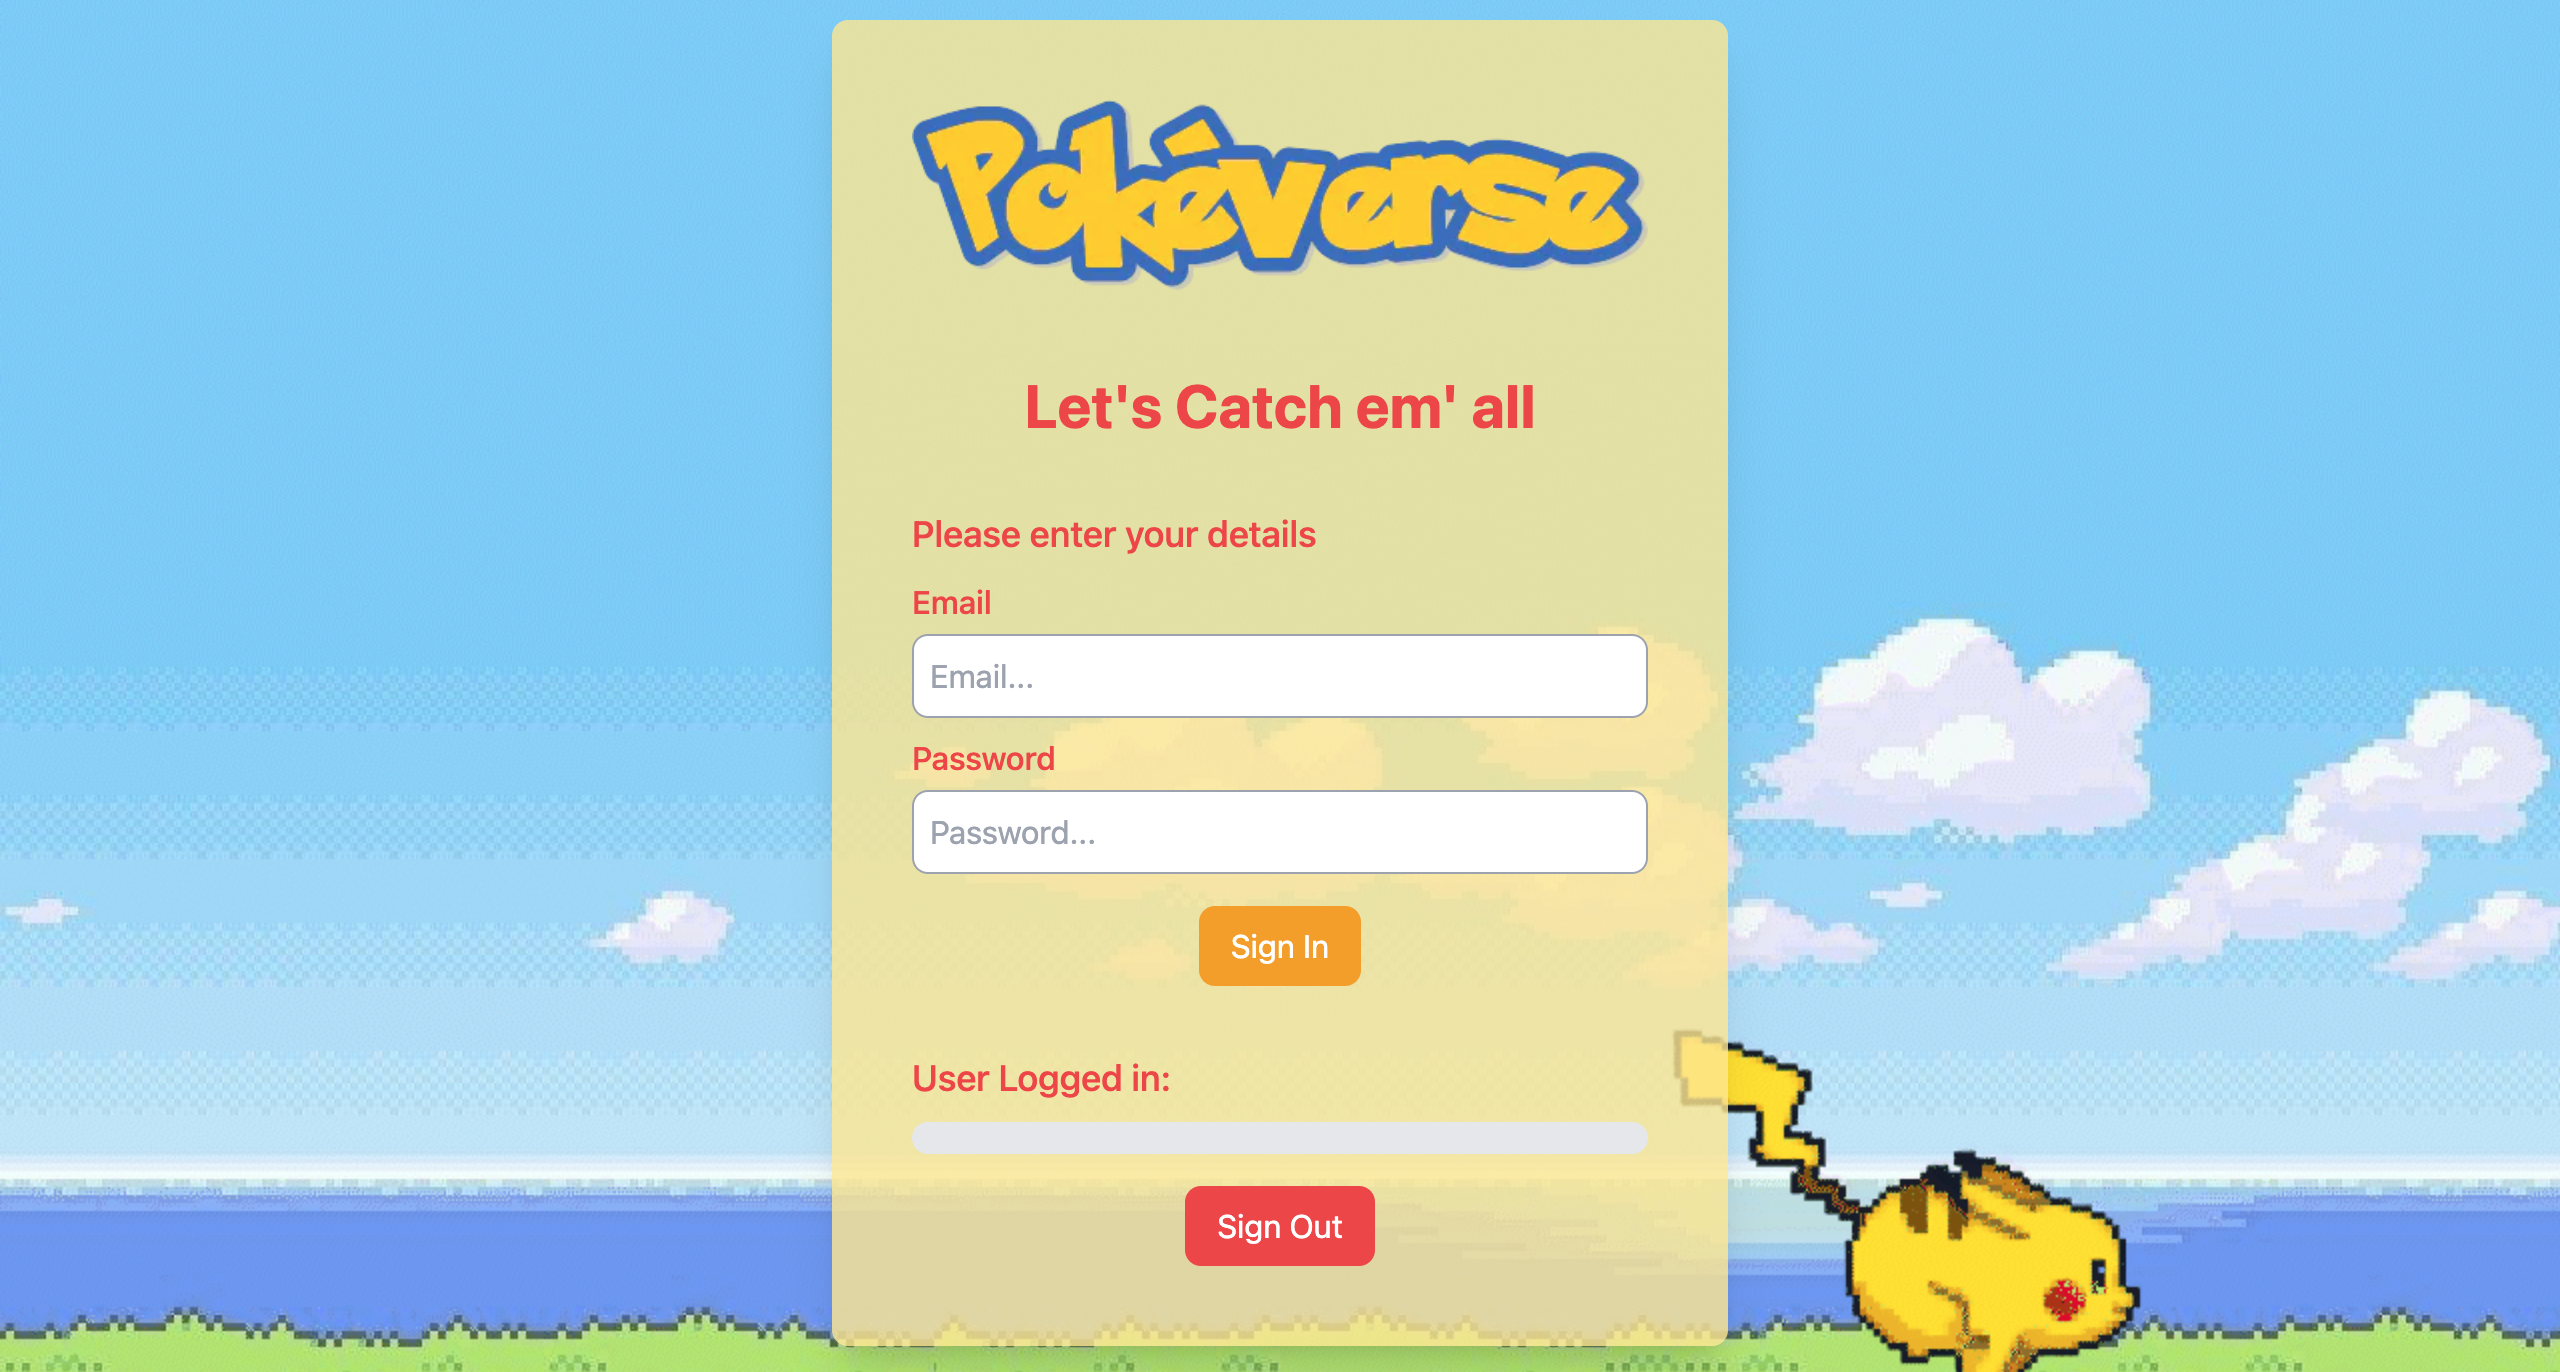 Pokéverse
Let's Catch em' all
Please enter your details
Email
Email...
Password
Password...
Sign In
User Logged in:
Sign Out